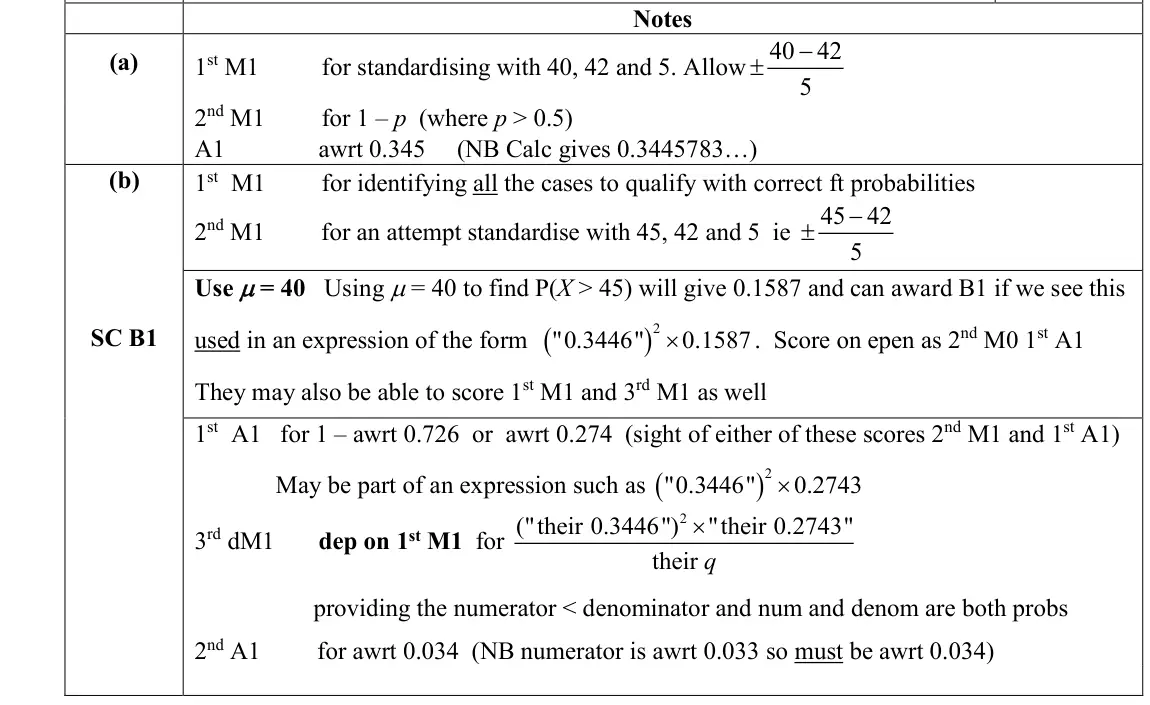 Notes
(a) 1st M1 for standardising with 40, 42 and 5. Allow ± (40 – 42)/5
2nd M1 for 1 – p (where p > 0.5)
A1 awrt 0.345 (NB Calc gives 0.3445783…)
(b) 1st M1 for identifying all the cases to qualify with correct ft probabilities
2nd M1 for an attempt standardise with 45, 42 and 5 ie ± (45 – 42)/5
Use μ = 40 Using μ = 40 to find P(X > 45) will give 0.1587 and can award B1 if we see this
SC B1 used in an expression of the form ("0.3446")² × 0.1587. Score on epen as 2nd M0 1st A1
They may also be able to score 1st M1 and 3rd M1 as well
1st A1 for 1 – awrt 0.726 or awrt 0.274 (sight of either of these scores 2nd M1 and 1st A1)
May be part of an expression such as ("0.3446")² × 0.2743
3rd dM1 dep on 1st M1 for ("their 0.3446")² × "their 0.2743" / their q
providing the numerator < denominator and num and denom are both probs
2nd A1 for awrt 0.034 (NB numerator is awrt 0.033 so must be awrt 0.034)